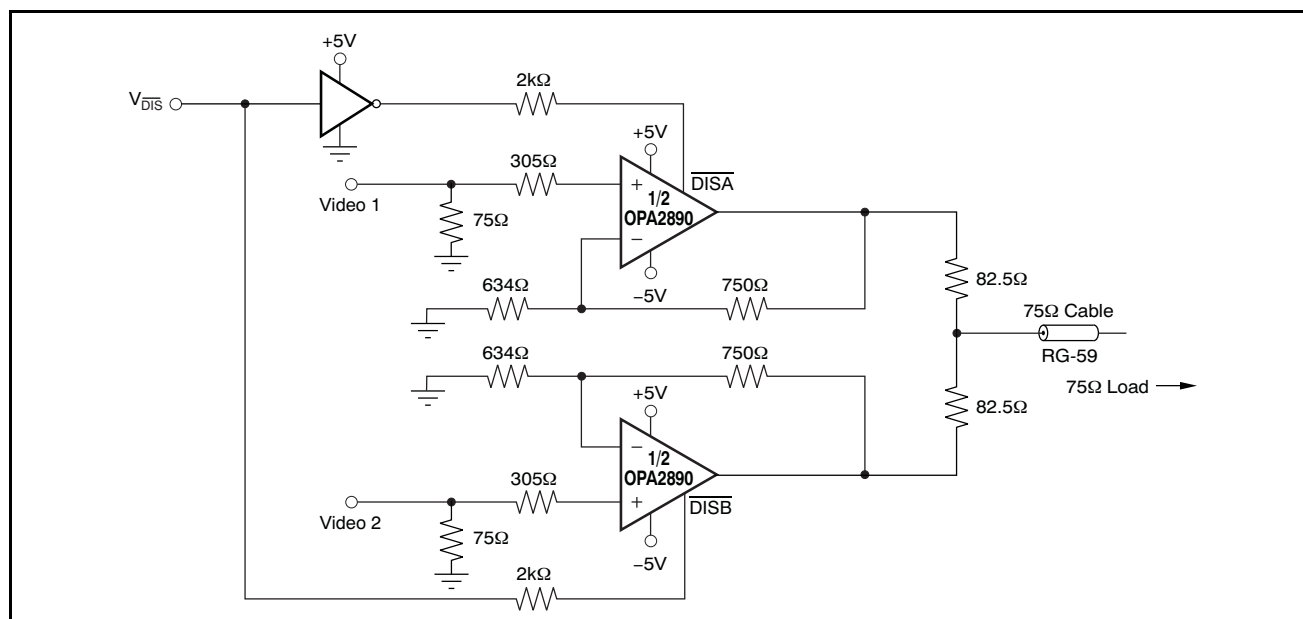 +5V
V_DIS
2kΩ
+5V
305Ω
DISA
+
1/2
OPA2890
Video 1
75Ω
−
82.5Ω
634Ω
−5V
750Ω
75Ω Cable
RG-59
634Ω
750Ω
75Ω Load
+5V
82.5Ω
−
1/2
OPA2890
305Ω
+
DISB
Video 2
75Ω
−5V
2kΩ